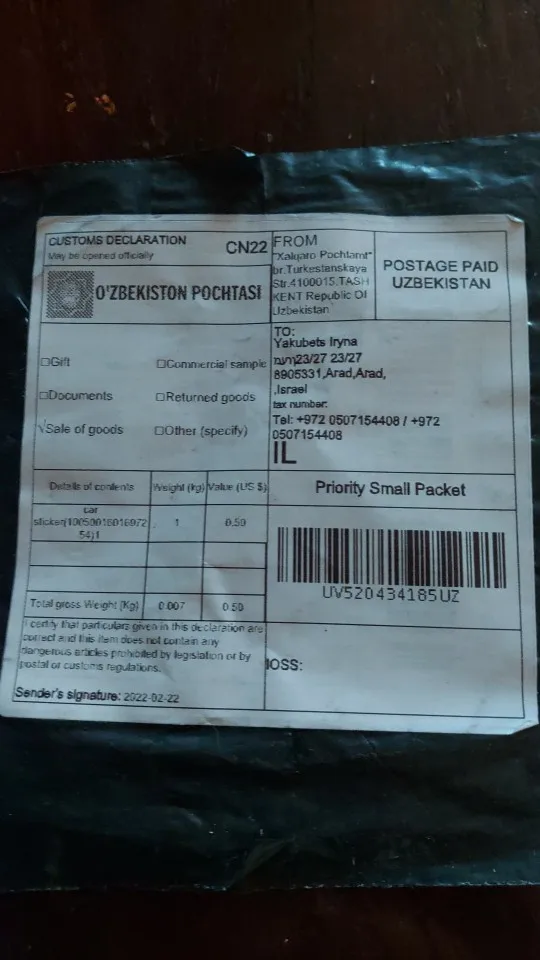 CUSTOMS DECLARATION
May be opened officially
CN22
O'ZBEKISTON POCHTASI
FROM
"Xalqaro Pochtamt"
br.Turkestanskaya
Str.4100015.TASH
KENT Republic Of
Uzbekistan
POSTAGE PAID
UZBEKISTAN
TO:
Yakubets Iryna
23/27 23/27
8905331,Arad,Arad,
,Israel
tax number:
Tel: +972 0507154408 / +972
0507154408
IL
☐Gift ☐Commercial sample
☐Documents ☐Returned goods
√Sale of goods ☐Other (specify)
Details of contents Weight (kg) Value (US $)
car
1 0.50
54)1
Total gross Weight (Kg) 0.007 0.50
I certify that particulars given in this declaration are
correct and this item does not contain any
dangerous articles prohibited by legislation or by
postal or customs regulations.
Sender's signature: 2022-02-22
Priority Small Packet
UV520434185UZ
IOSS: